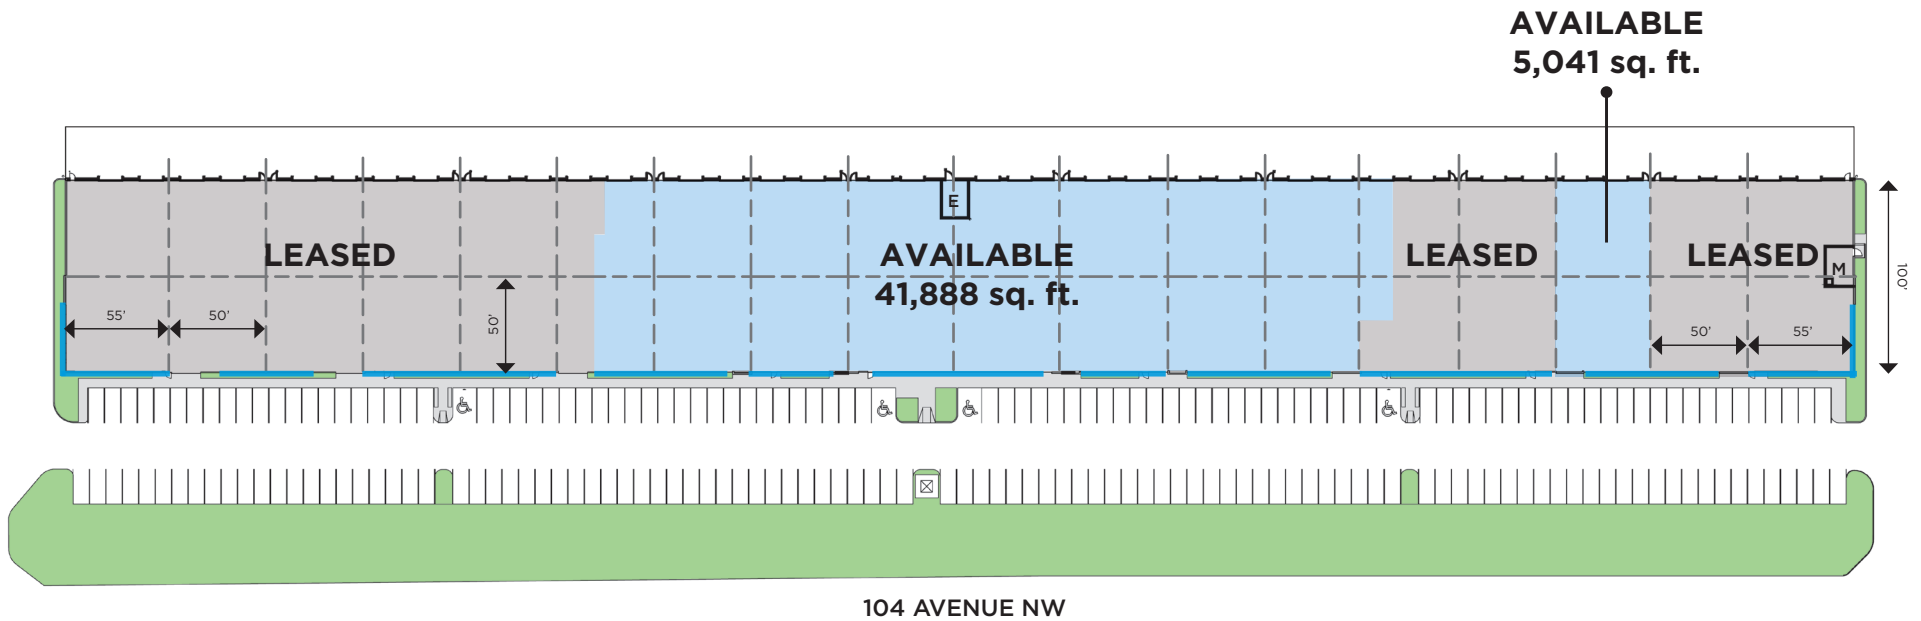 AVAILABLE
5,041 sq. ft.
E
LEASED
AVAILABLE
41,888 sq. ft.
LEASED
LEASED
M
100'
55'
50'
50'
50'
55'
104 AVENUE NW